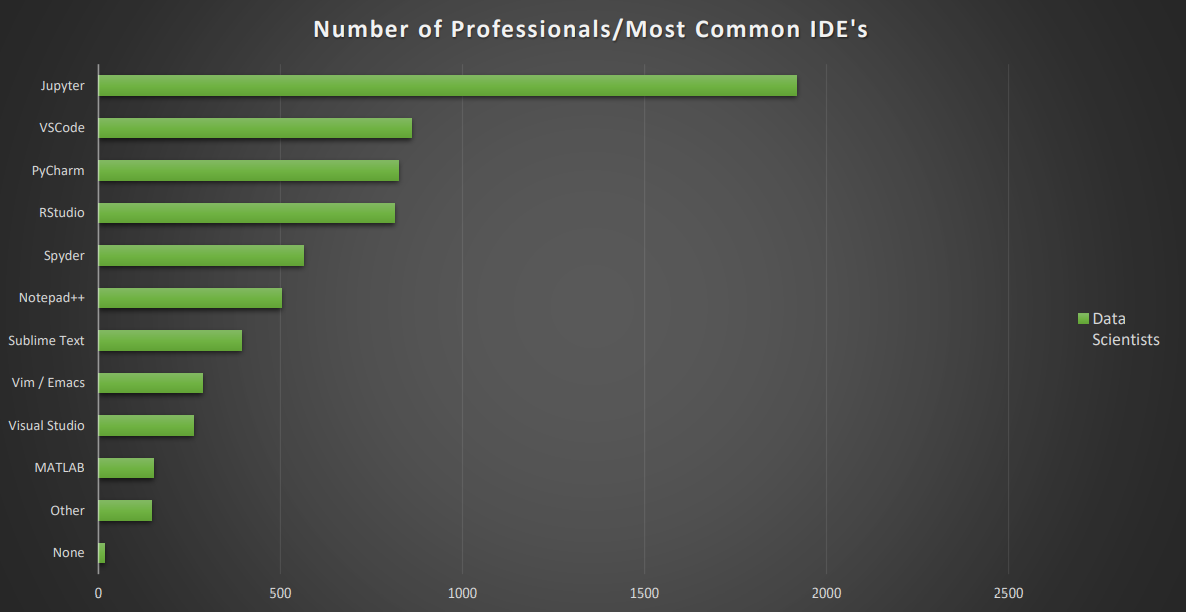 Number of Professionals/Most Common IDE's
Jupyter
VSCode
PyCharm
RStudio
Spyder
Notepad++
Sublime Text
Vim / Emacs
Visual Studio
MATLAB
Other
None
0 500 1000 1500 2000 2500
Data
Scientists